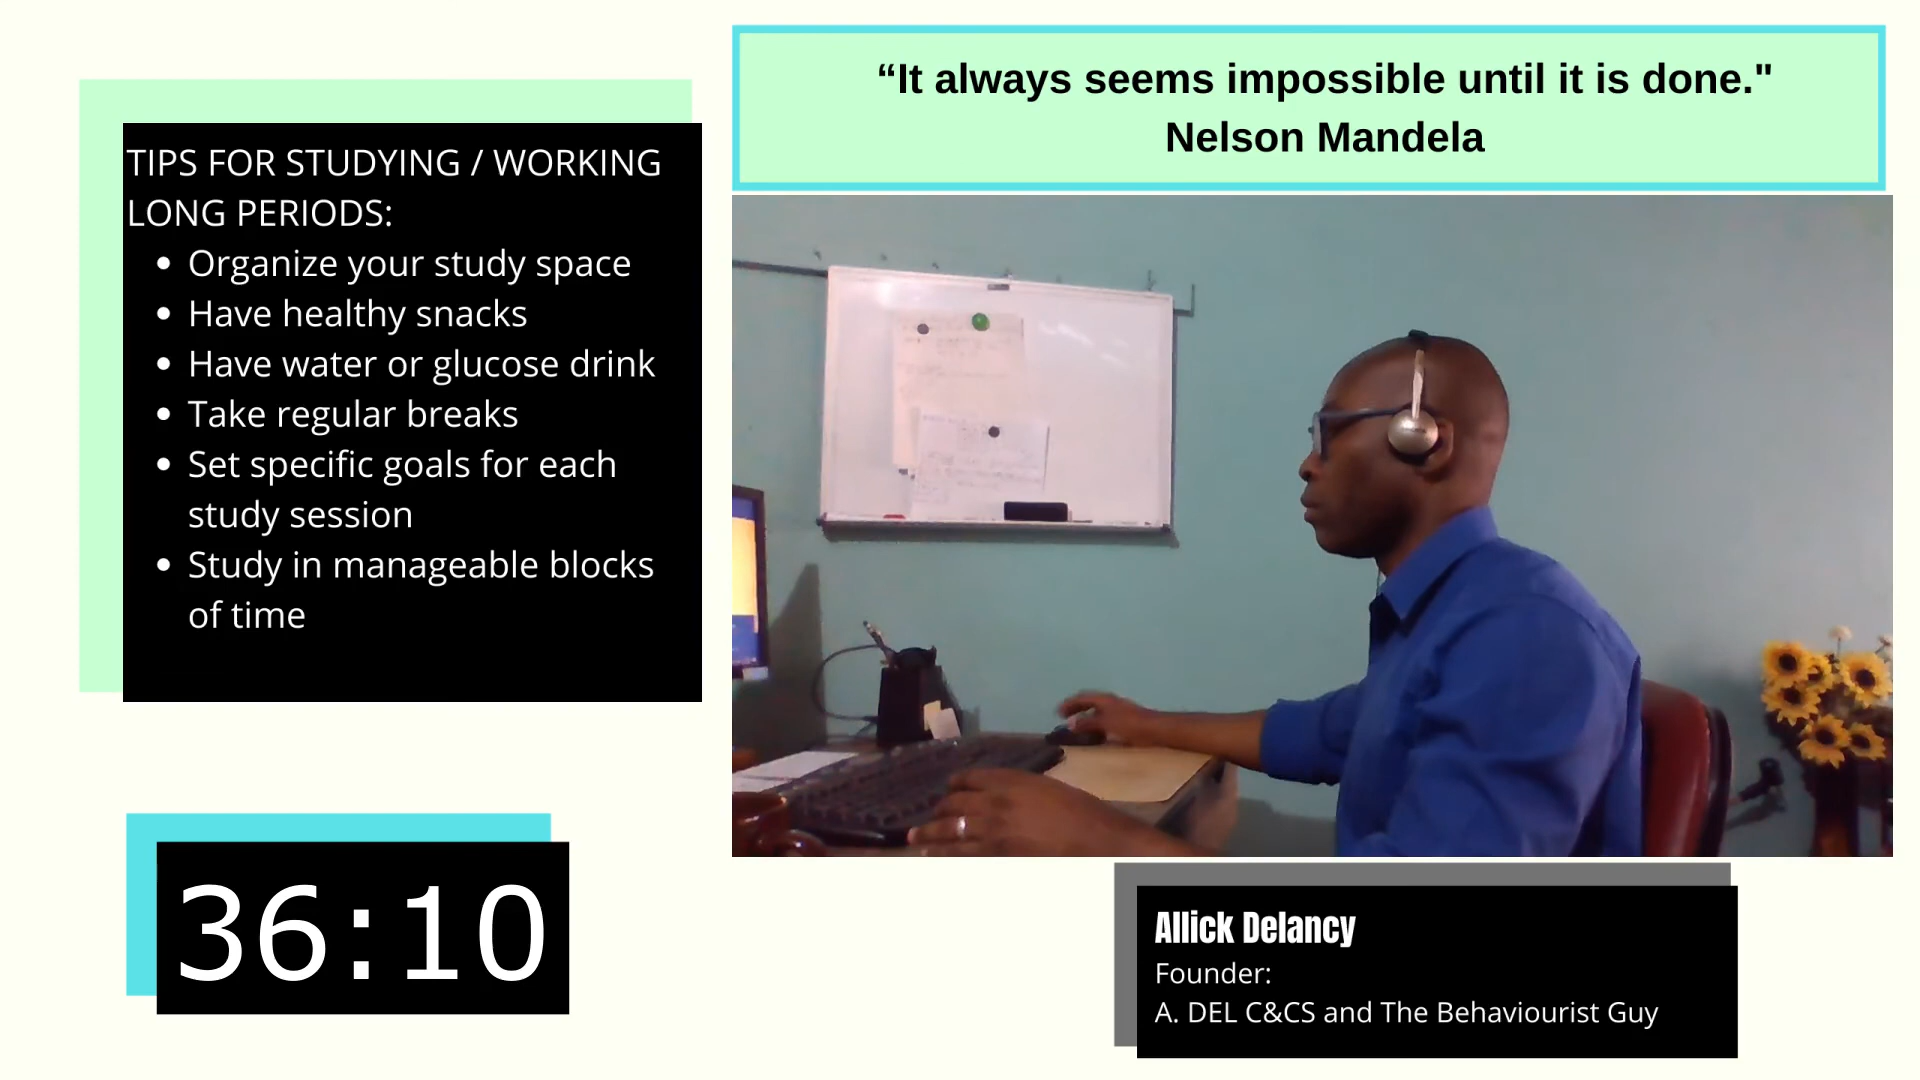 “It always seems impossible until it is done."
Nelson Mandela
TIPS FOR STUDYING / WORKING
LONG PERIODS:
• Organize your study space
• Have healthy snacks
• Have water or glucose drink
• Take regular breaks
• Set specific goals for each
study session
• Study in manageable blocks
of time
36:10
Allick Delancy
Founder:
A. DEL C&CS and The Behaviourist Guy